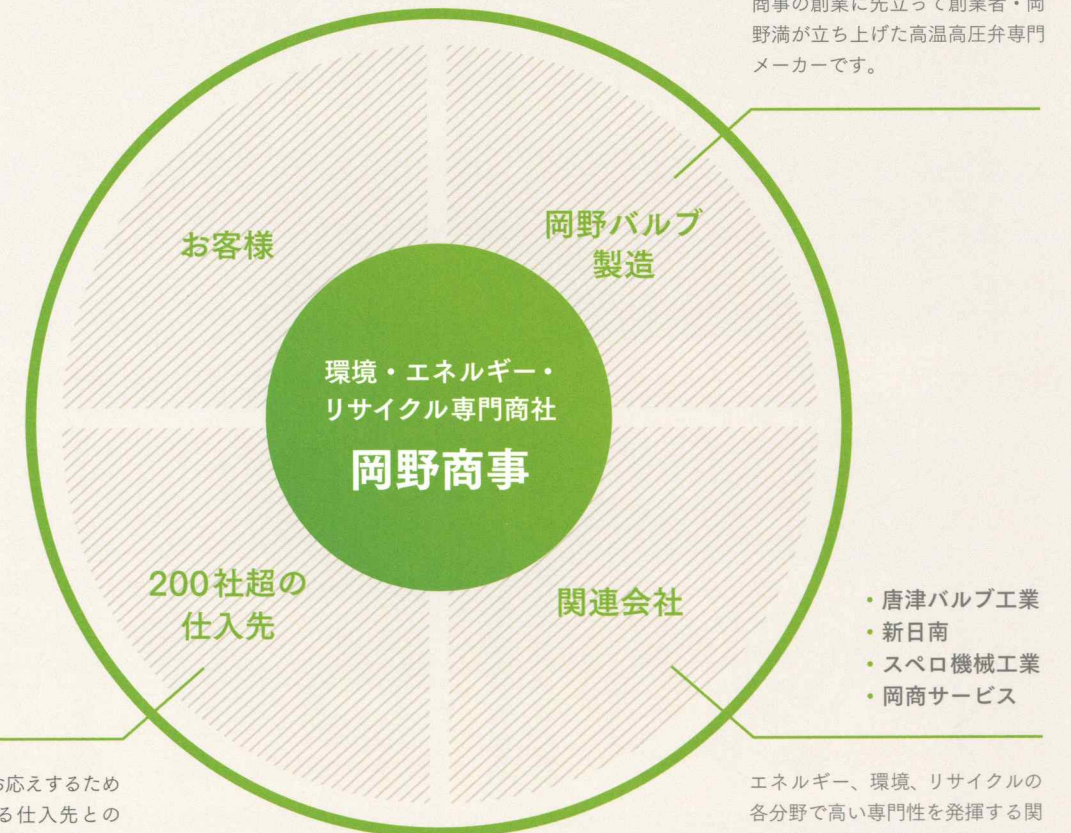 商事の創業に先立って創業者・岡
野満が立ち上げた高温高圧弁専門
メーカーです。
お客様
岡野バルブ
製造
環境・エネルギー・
リサイクル専門商社
岡野商事
200社超の
仕入先
関連会社
・唐津バルブ工業
・新日南
・スペロ機械工業
・岡商サービス
お応えするため
る仕入先との
エネルギー、環境、リサイクルの
各分野で高い専門性を発揮する関